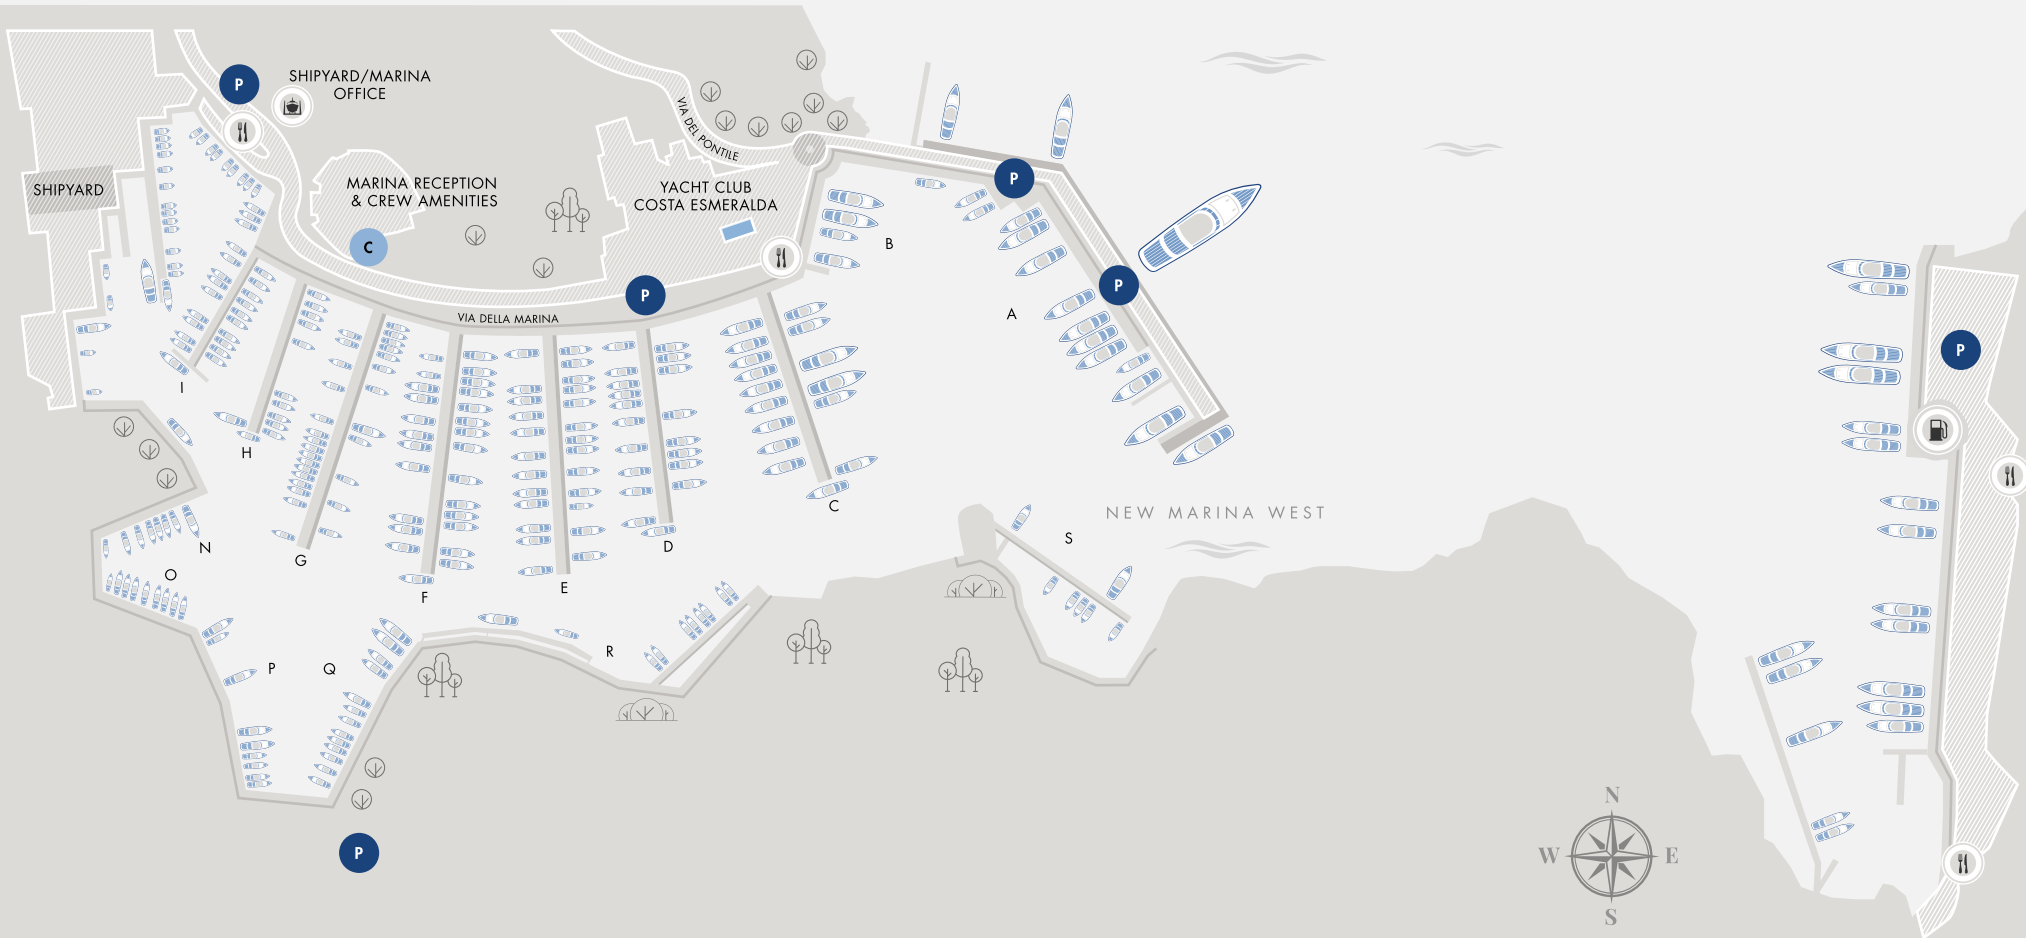 P
SHIPYARD/MARINA
OFFICE
VIA DEL PONTILE
SHIPYARD
MARINA RECEPTION
& CREW AMENITIES
C
YACHT CLUB
COSTA ESMERALDA
P
B
P
P
A
VIA DELLA MARINA
P
P
I
H
G
F
E
D
C
NEW MARINA WEST
S
N
O
P
Q
R
P
N
W
E
S